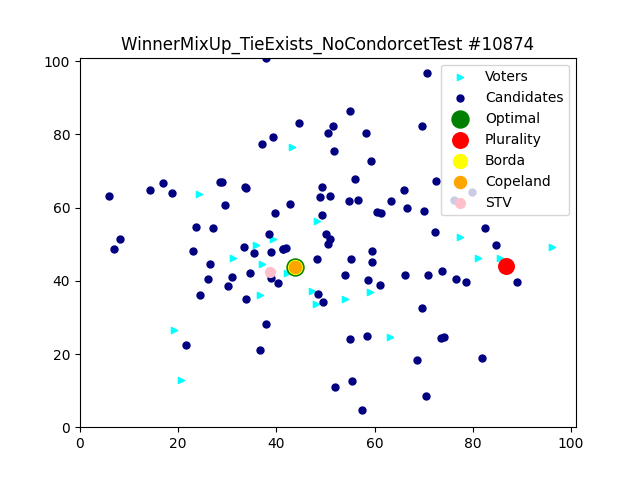 WinnerMixUp_TieExists_NoCondorcetTest #10874
100
80
60
40
20
0
0
20
40
60
80
100
Voters
Candidates
Optimal
Plurality
Borda
Copeland
STV